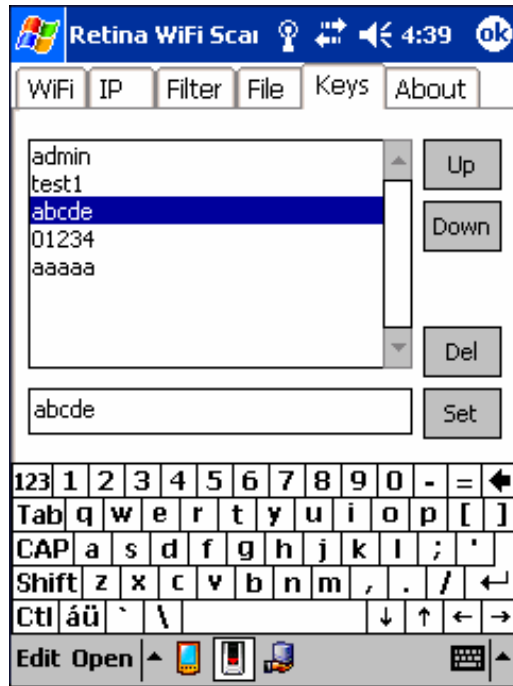 Retina WiFi Scar 4:39 ok
WiFi IP Filter File Keys About
admin
test1
abcde
01234
aaaaa
Up
Down
Del
abcde
Set
123 1 2 3 4 5 6 7 8 9 0 - = 🡄
Tab q w e r t y u i o p [ ]
CAP a s d f g h j k l ; '
Shift z x c v b n m , . / ↵
Ctl áü ` \ ↓ ↑ ← →
Edit Open